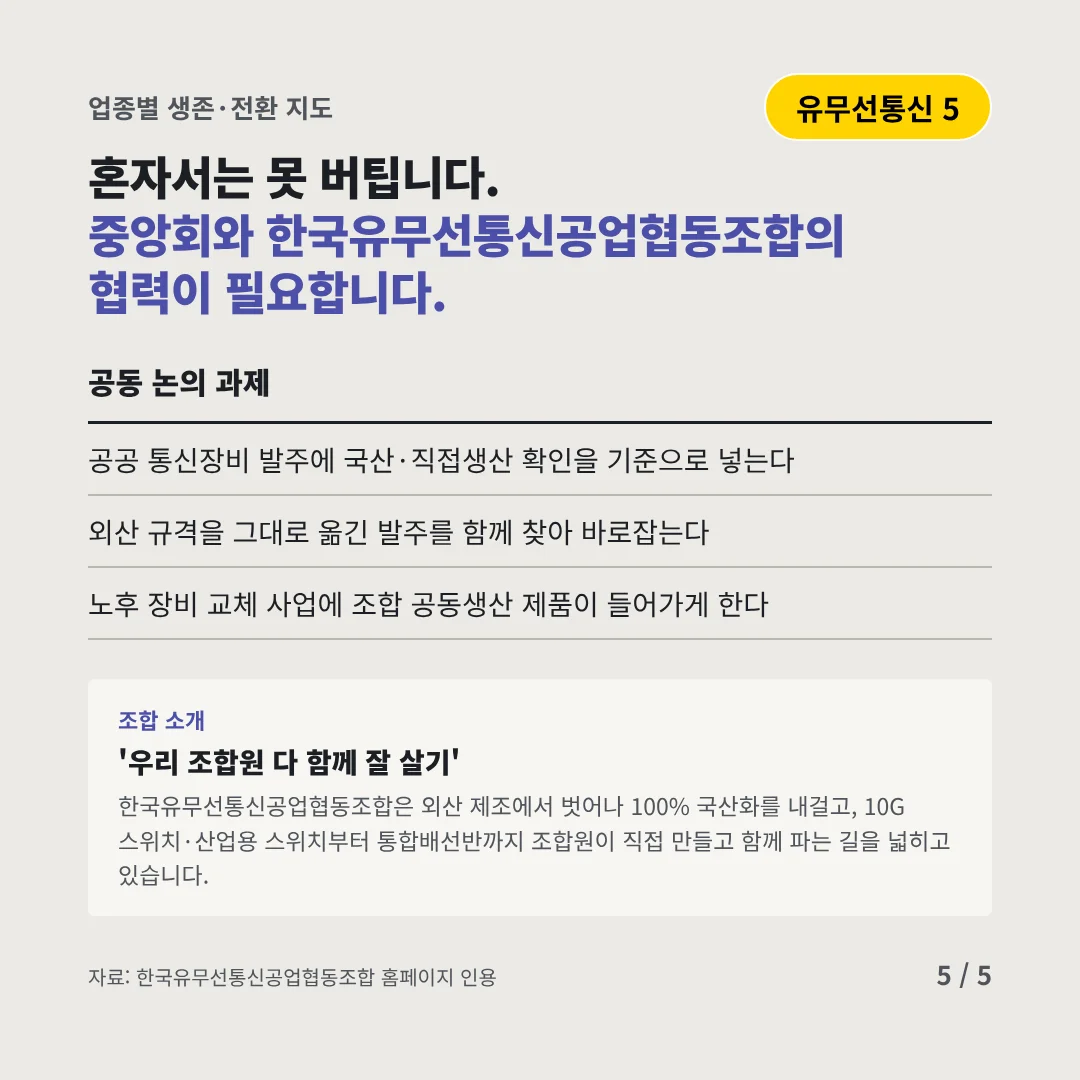 업종별 생존·전환 지도
유무선통신 5
혼자서는 못 버팁니다.
중앙회와 한국유무선통신공업협동조합의
협력이 필요합니다.
공동 논의 과제
공공 통신장비 발주에 국산·직접생산 확인을 기준으로 넣는다
외산 규격을 그대로 옮긴 발주를 함께 찾아 바로잡는다
노후 장비 교체 사업에 조합 공동생산 제품이 들어가게 한다
조합 소개
'우리 조합원 다 함께 잘 살기'
한국유무선통신공업협동조합은 외산 제조에서 벗어나 100% 국산화를 내걸고, 10G
스위치·산업용 스위치부터 통합배선반까지 조합원이 직접 만들고 함께 파는 길을 넓히고
있습니다.
자료: 한국유무선통신공업협동조합 홈페이지 인용
5 / 5